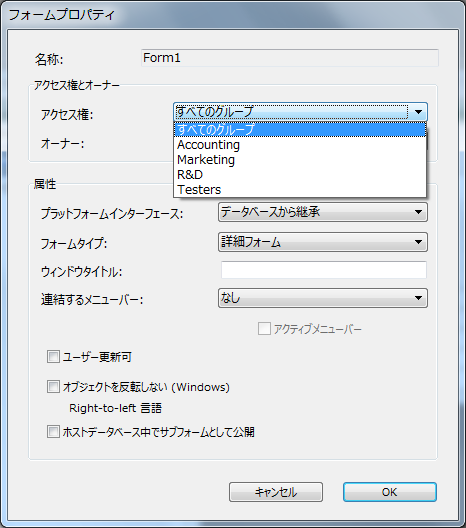 フォームプロパティ
名称:
Form1
アクセス権とオーナー
アクセス権:
すべてのグループ
すべてのグループ
Accounting
オーナー:
Marketing
R&D
Testers
属性
プラットフォームインターフェース:
データベースから継承
フォームタイプ:
詳細フォーム
ウィンドウタイトル:
連結するメニューバー:
なし
アクティブメニューバー
ユーザー更新可
オブジェクトを反転しない (Windows)
Right-to-left 言語
ホストデータベース中でサブフォームとして公開
キャンセル
OK